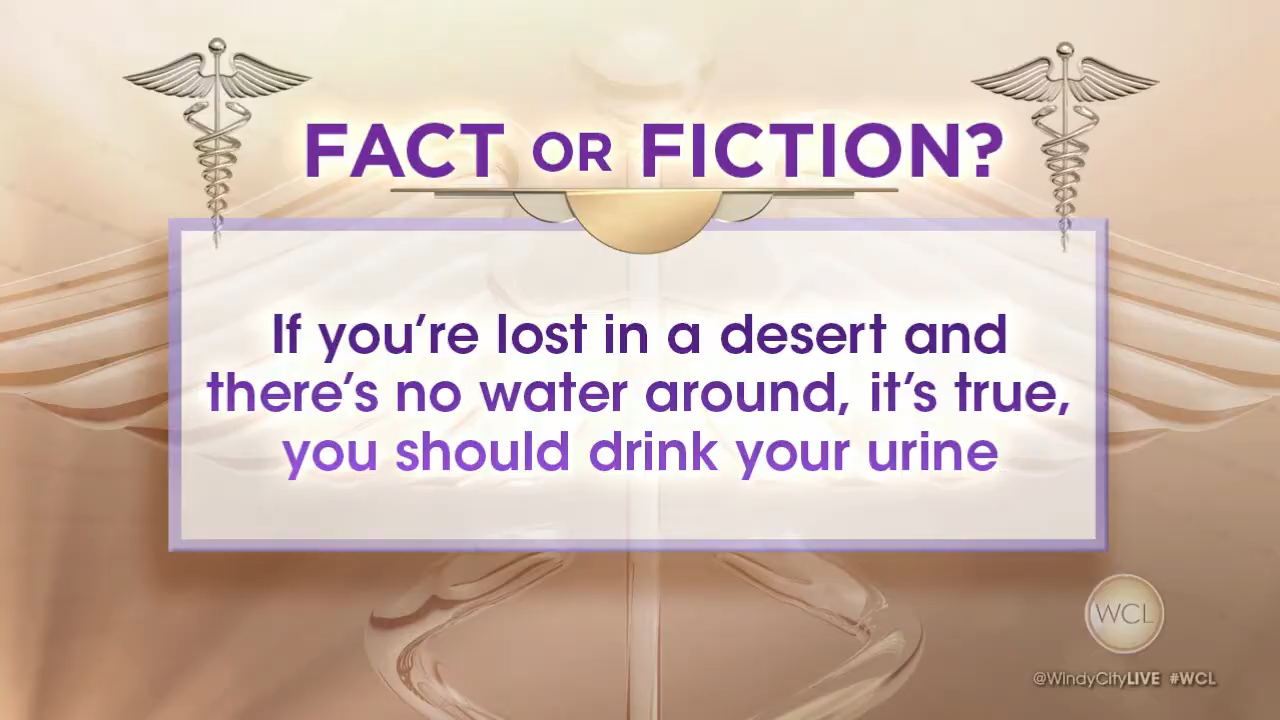 FACT OR FICTION?
If you're lost in a desert and
there's no water around, it's true,
you should drink your urine
WCL
@WindyCityLIVE #WCL